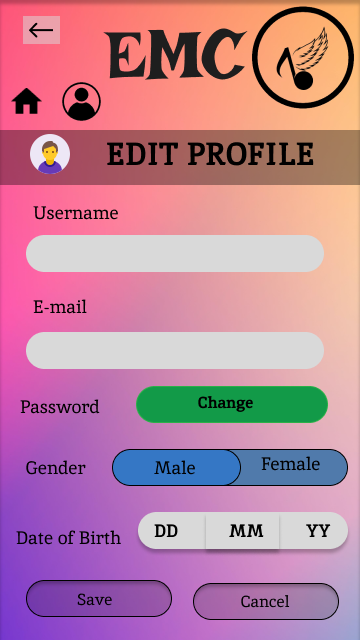 EMC
EDIT PROFILE
Username
E-mail
Password Change
Gender Male Female
Date of Birth DD MM YY
Save Cancel